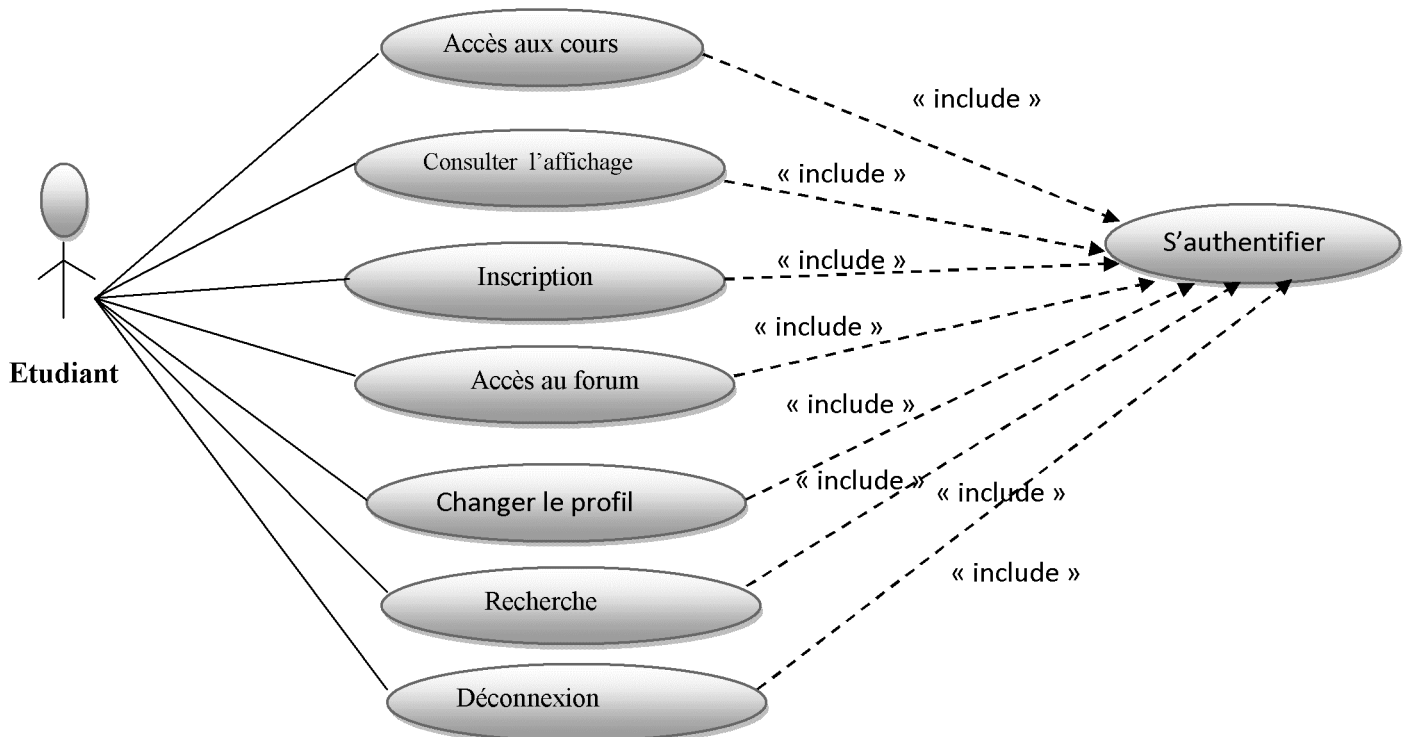 Accès aux cours
« include »
Consulter l’affichage
« include »
S’authentifier
Inscription
« include »
« include »
Etudiant
Accès au forum
« include »
Changer le profil
« include »
« include »
« include »
Recherche
Déconnexion